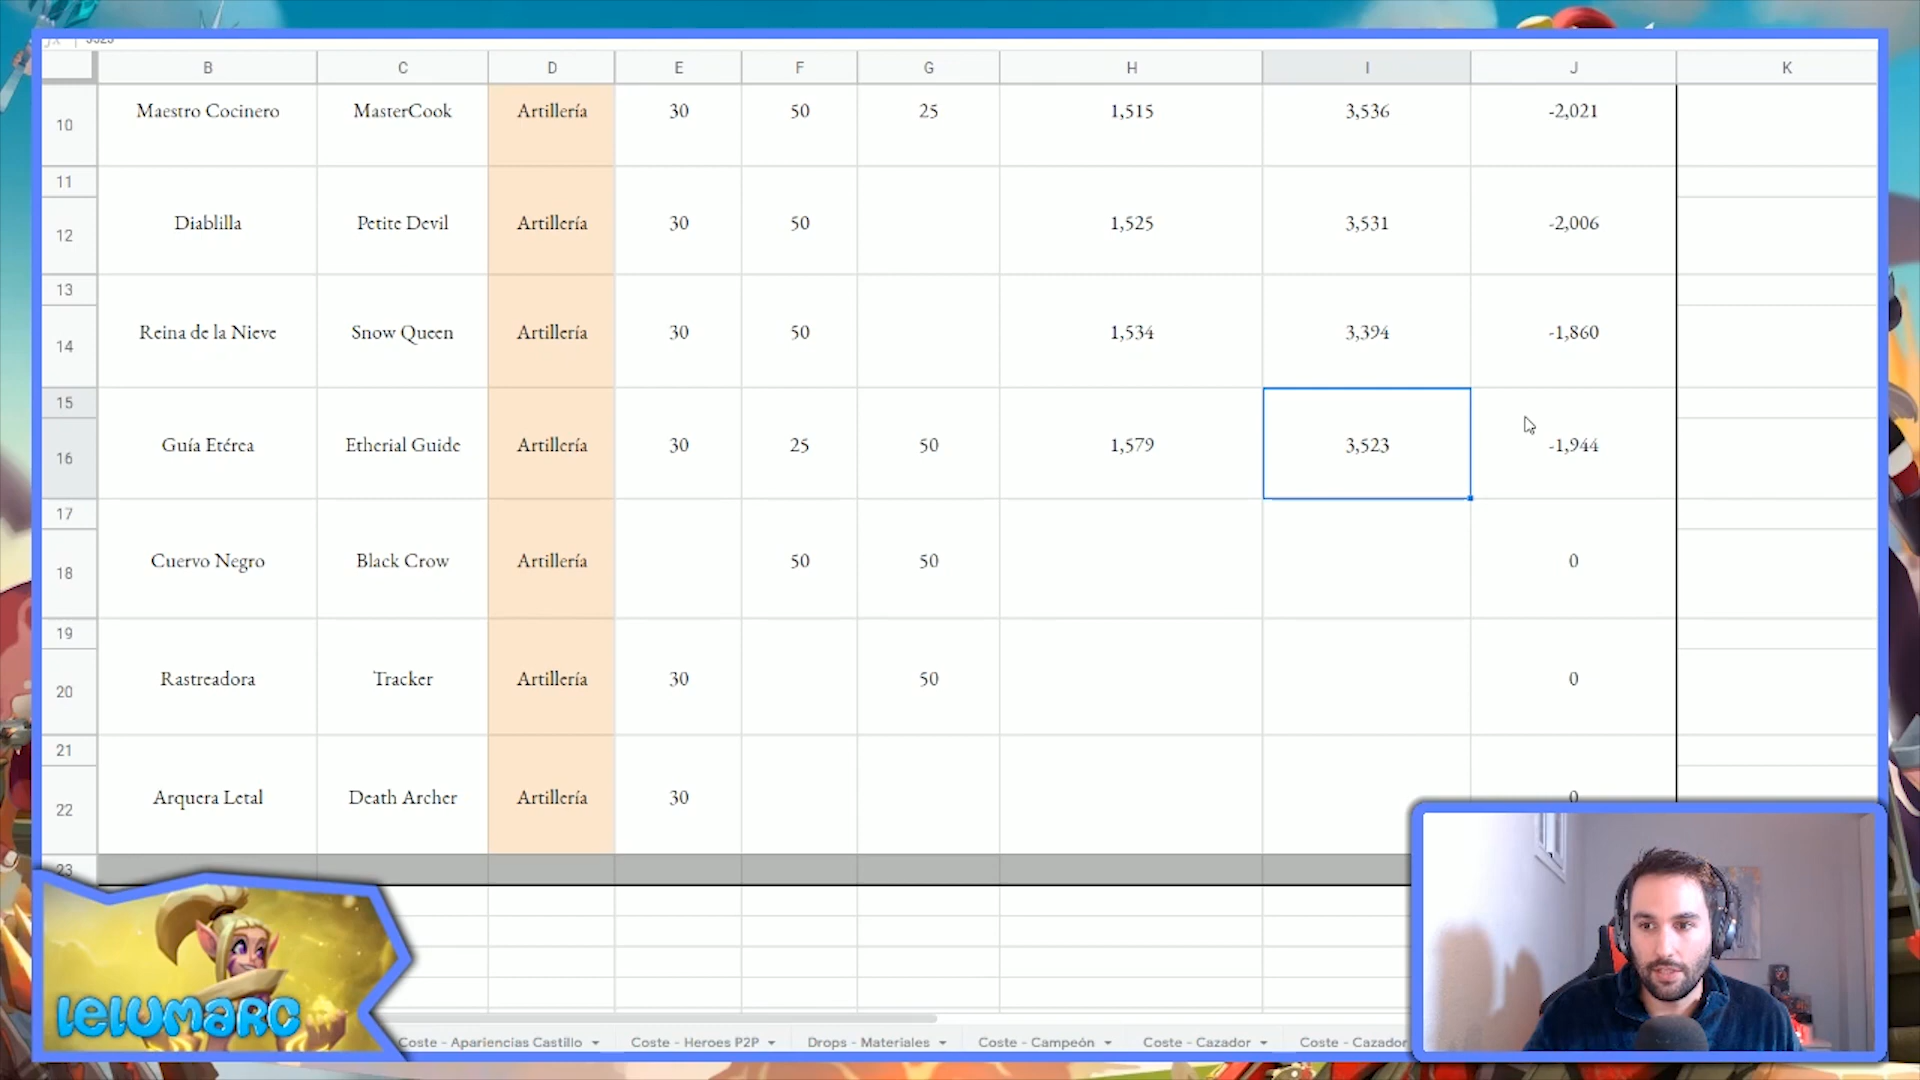 B C D E F G H I J K
10 Maestro Cocinero MasterCook Artillería 30 50 25 1,515 3,536 -2,021
11
12 Diablilla Petite Devil Artillería 30 50 1,525 3,531 -2,006
13
14 Reina de la Nieve Snow Queen Artillería 30 50 1,534 3,394 -1,860
15
16 Guía Etérea Etherial Guide Artillería 30 25 50 1,579 3,523 -1,944
17
18 Cuervo Negro Black Crow Artillería 50 50 0
19
20 Rastreadora Tracker Artillería 30 50 0
21
22 Arquera Letal Death Archer Artillería 30 0
23
LELUMARC
Coste - Apariencias Castillo Coste - Heroes P2P Drops - Materiales Coste - Campeón Coste - Cazador Coste - Cazador